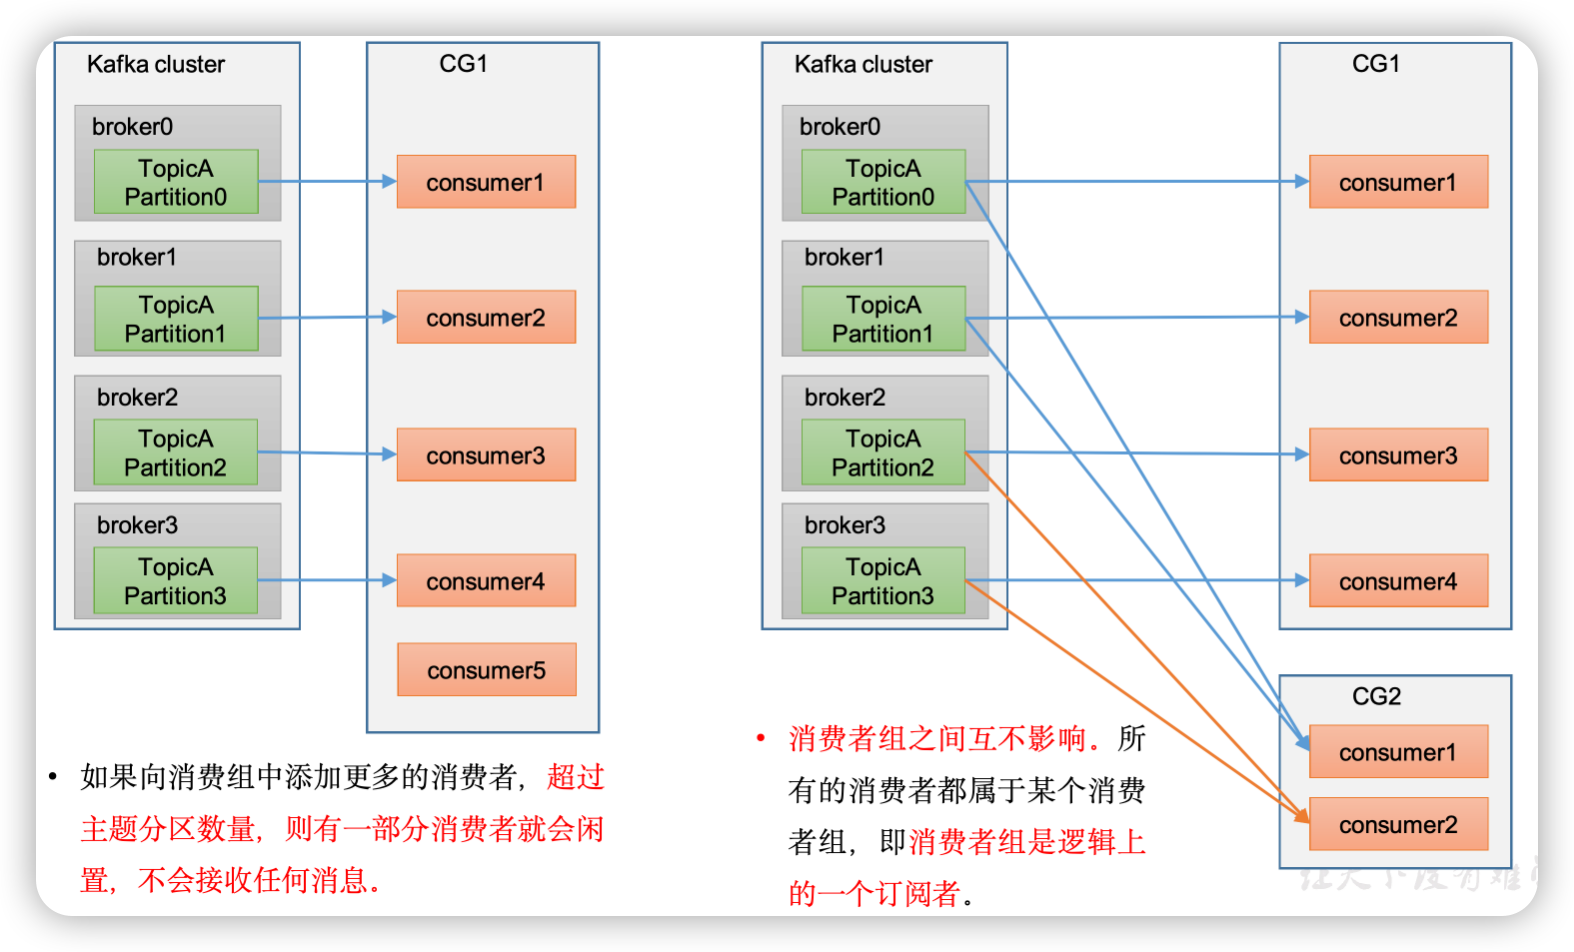 Kafka cluster
broker0
TopicA
Partition0
broker1
TopicA
Partition1
broker2
TopicA
Partition2
broker3
TopicA
Partition3
CG1
consumer1
consumer2
consumer3
consumer4
consumer5
• 如果向消费组中添加更多的消费者，超过
主题分区数量，则有一部分消费者就会闲
置，不会接收任何消息。
Kafka cluster
broker0
TopicA
Partition0
broker1
TopicA
Partition1
broker2
TopicA
Partition2
broker3
TopicA
Partition3
CG1
consumer1
consumer2
consumer3
consumer4
CG2
consumer1
consumer2
• 消费者组之间互不影响。所
有的消费者都属于某个消费
者组，即消费者组是逻辑上
的一个订阅者。
天下没有难